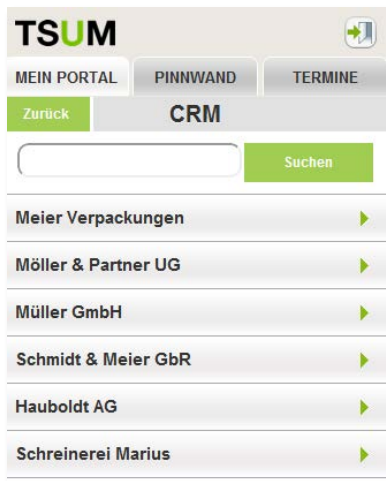 TSUM
MEIN PORTAL PINNWAND TERMINE
Zurück CRM
Suchen
Meier Verpackungen
Möller & Partner UG
Müller GmbH
Schmidt & Meier GbR
Hauboldt AG
Schreinerei Marius